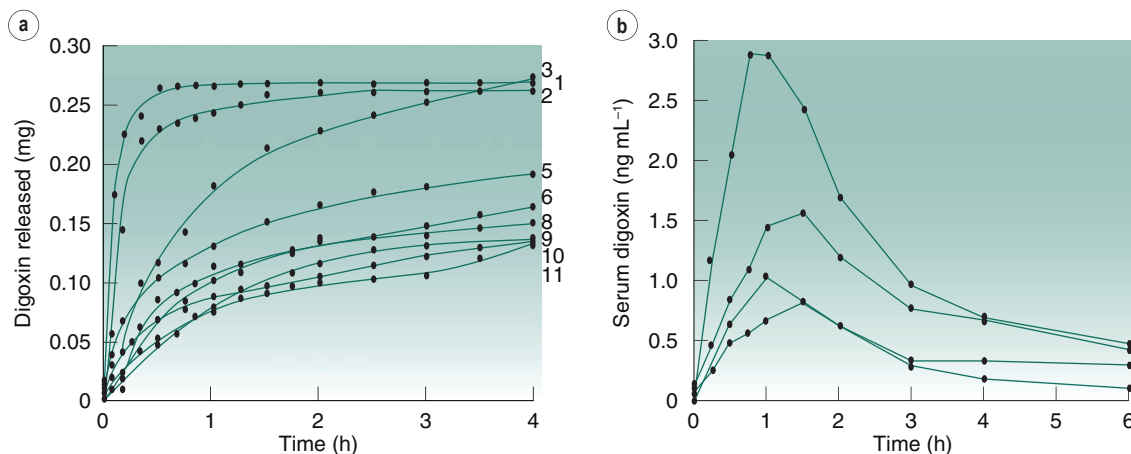 a
Digoxin released (mg)
0.30
0.25
0.20
0.15
0.10
0.05
0
0 1 2 3 4
Time (h)
3
1
2
5
6
8
9
10
11
b
Serum digoxin (ng mL⁻¹)
3.0
2.5
2.0
1.5
1.0
0.5
0
0 1 2 3 4 5 6
Time (h)